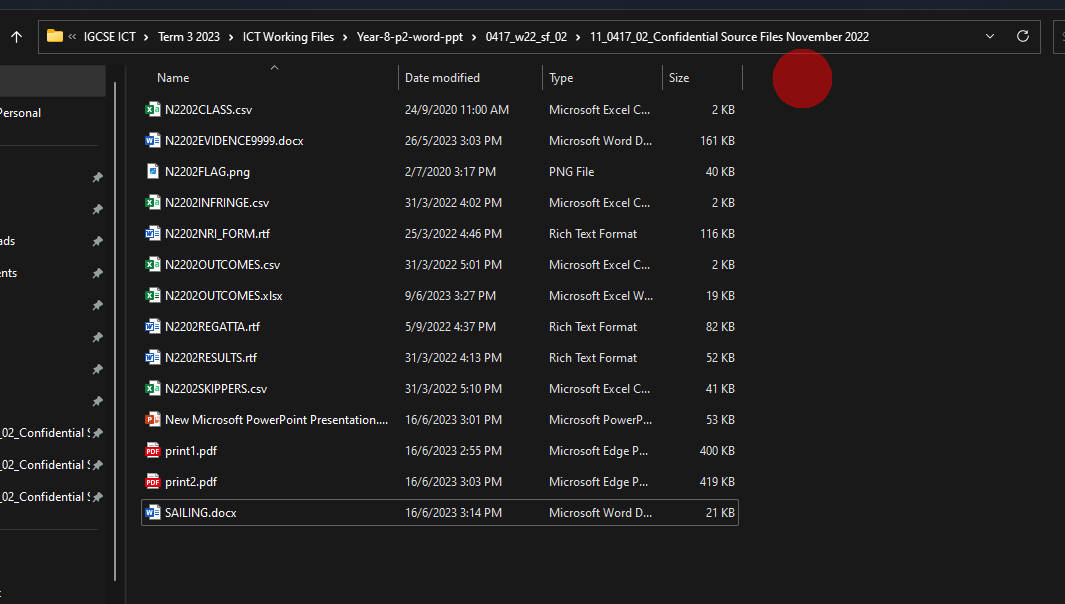 « IGCSE ICT › Term 3 2023 › ICT Working Files › Year-8-p2-word-ppt › 0417_w22_sf_02 › 11_0417_02_Confidential Source Files November 2022
Name Date modified Type Size
Personal
N2202CLASS.csv 24/9/2020 11:00 AM Microsoft Excel C... 2 KB
N2202EVIDENCE9999.docx 26/5/2023 3:03 PM Microsoft Word D... 161 KB
N2202FLAG.png 2/7/2020 3:17 PM PNG File 40 KB
N2202INFRINGE.csv 31/3/2022 4:02 PM Microsoft Excel C... 2 KB
N2202NRI_FORM.rtf 25/3/2022 4:46 PM Rich Text Format 116 KB
ads
N2202OUTCOMES.csv 31/3/2022 5:01 PM Microsoft Excel C... 2 KB
ents
N2202OUTCOMES.xlsx 9/6/2023 3:27 PM Microsoft Excel W... 19 KB
N2202REGATTA.rtf 5/9/2022 4:37 PM Rich Text Format 82 KB
N2202RESULTS.rtf 31/3/2022 4:13 PM Rich Text Format 52 KB
N2202SKIPPERS.csv 31/3/2022 5:10 PM Microsoft Excel C... 41 KB
New Microsoft PowerPoint Presentation.... 16/6/2023 3:01 PM Microsoft PowerP... 53 KB
_02_Confidential S
print1.pdf 16/6/2023 2:55 PM Microsoft Edge P... 400 KB
_02_Confidential S
print2.pdf 16/6/2023 3:03 PM Microsoft Edge P... 419 KB
_02_Confidential S
SAILING.docx 16/6/2023 3:14 PM Microsoft Word D... 21 KB